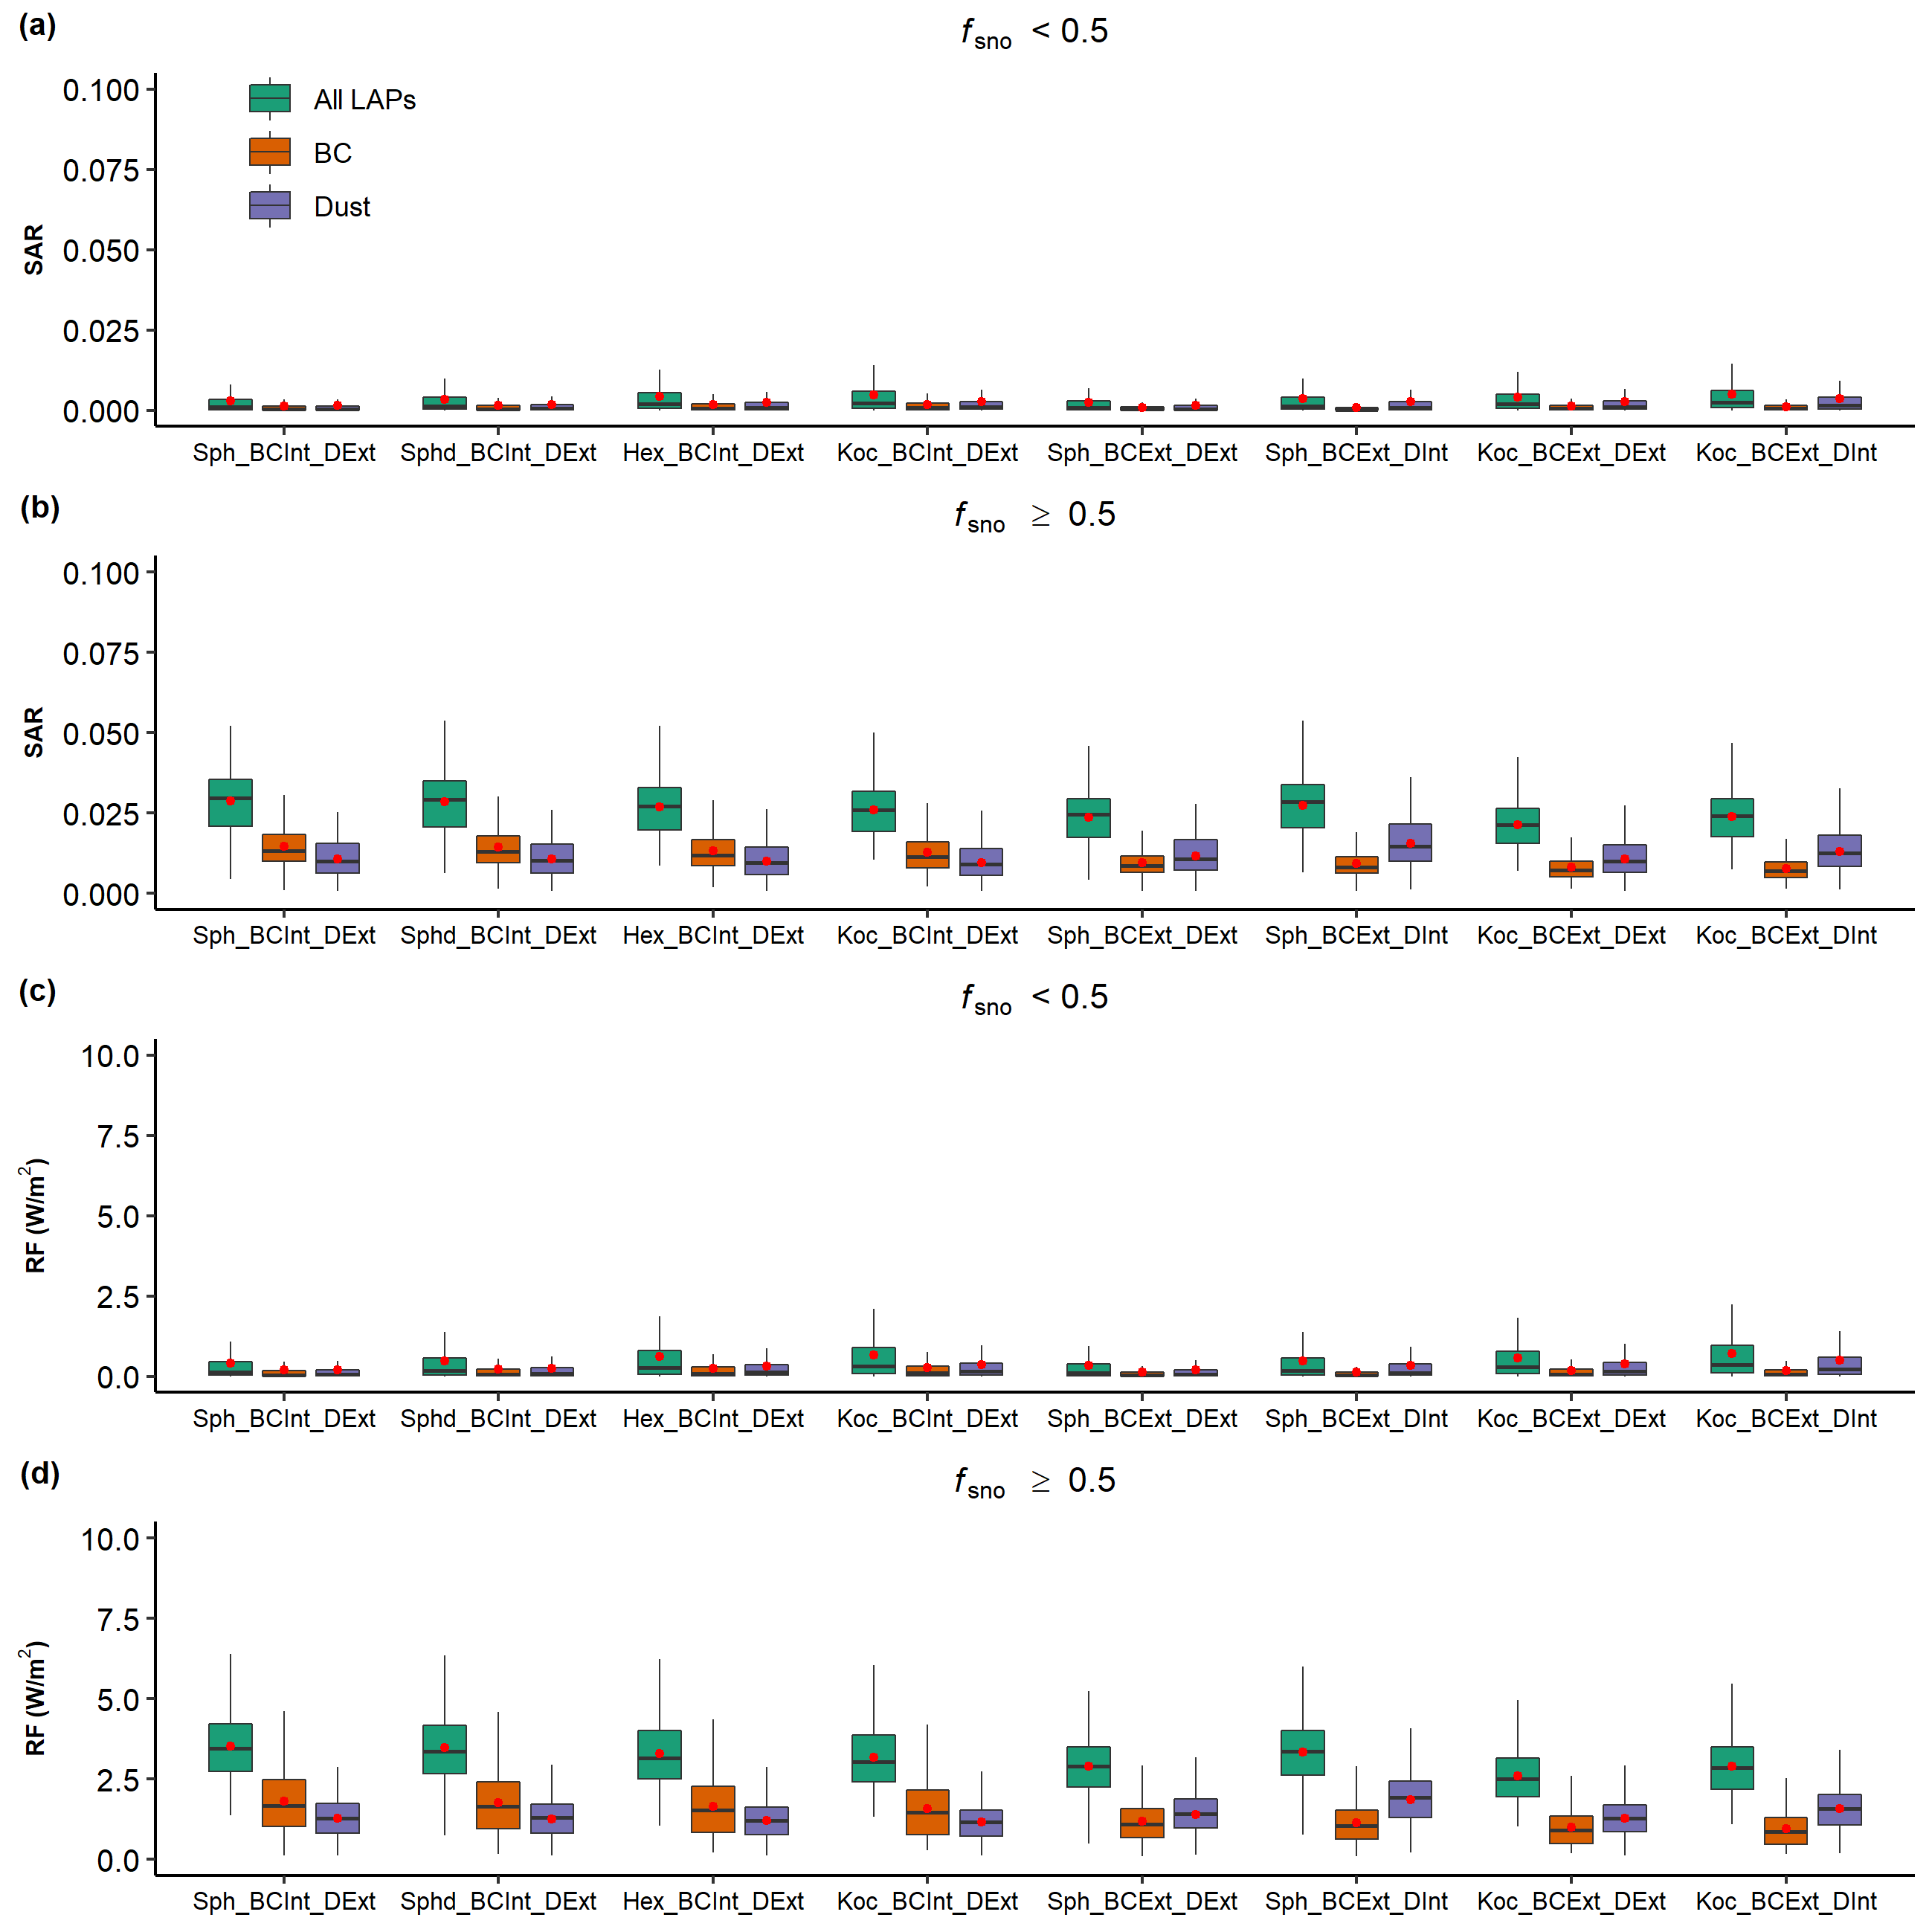 (a)
fsno < 0.5
0.100
0.075
0.050
0.025
0.000
SAR
All LAPs
BC
Dust
Sph_BCInt_DExt Sphd_BCInt_DExt Hex_BCInt_DExt Koc_BCInt_DExt Sph_BCExt_DExt Sph_BCExt_DInt Koc_BCExt_DExt Koc_BCExt_DInt
(b)
fsno ≥ 0.5
0.100
0.075
0.050
0.025
0.000
SAR
Sph_BCInt_DExt Sphd_BCInt_DExt Hex_BCInt_DExt Koc_BCInt_DExt Sph_BCExt_DExt Sph_BCExt_DInt Koc_BCExt_DExt Koc_BCExt_DInt
(c)
fsno < 0.5
10.0
7.5
5.0
2.5
0.0
RF (W/m²)
Sph_BCInt_DExt Sphd_BCInt_DExt Hex_BCInt_DExt Koc_BCInt_DExt Sph_BCExt_DExt Sph_BCExt_DInt Koc_BCExt_DExt Koc_BCExt_DInt
(d)
fsno ≥ 0.5
10.0
7.5
5.0
2.5
0.0
RF (W/m²)
Sph_BCInt_DExt Sphd_BCInt_DExt Hex_BCInt_DExt Koc_BCInt_DExt Sph_BCExt_DExt Sph_BCExt_DInt Koc_BCExt_DExt Koc_BCExt_DInt